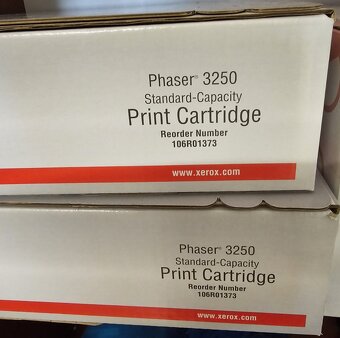 Phaser® 3250
Standard-Capacity
Print Cartridge
Reorder Number
106R01373
www.xerox.com
Phaser® 3250
Standard-Capacity
Print Cartridge
Reorder Number
106R01373
www.xerox.com